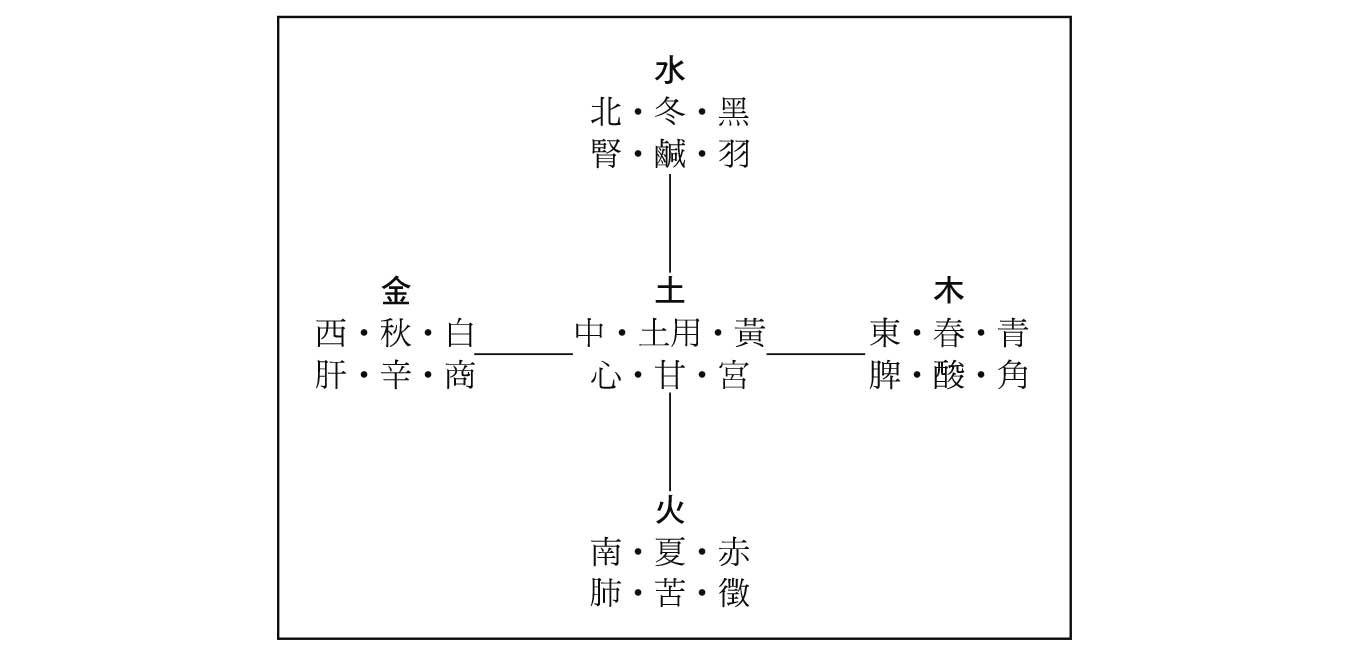 水
北・冬・黑
腎・鹹・羽
金
西・秋・白
肝・辛・商
土
中・土用・黃
心・甘・宮
木
東・春・青
脾・酸・角
火
南・夏・赤
肺・苦・徵